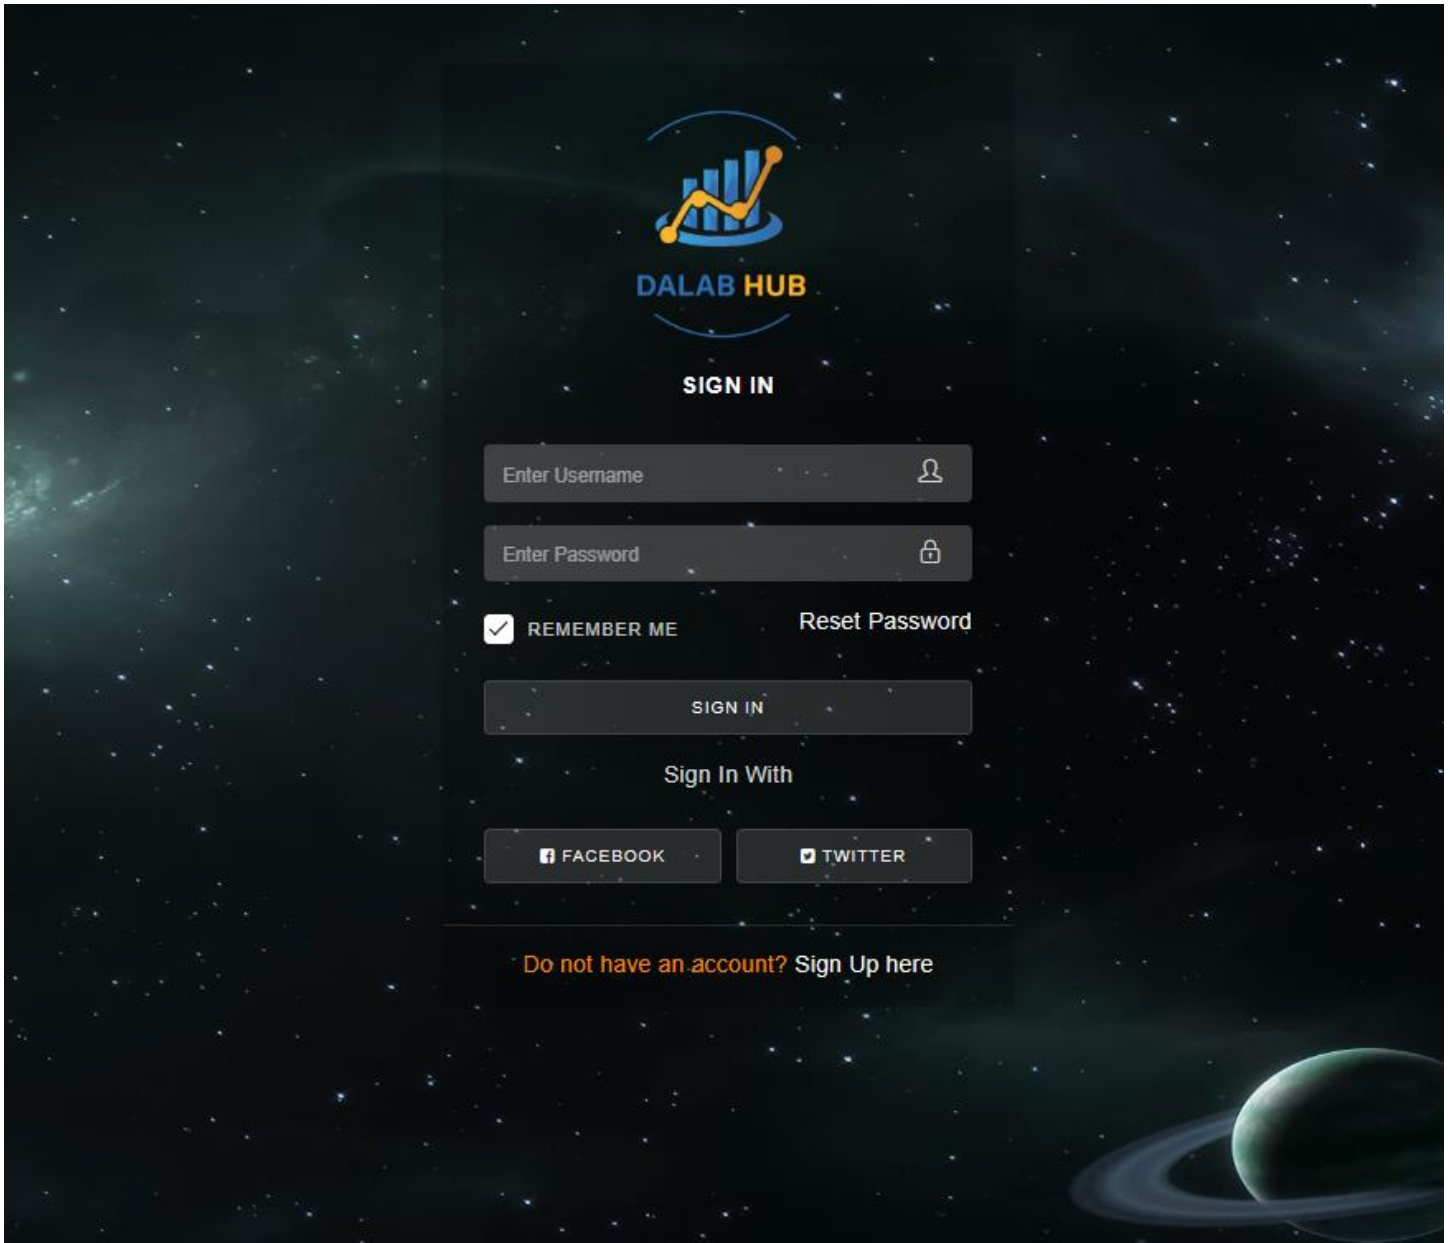 DALAB HUB
SIGN IN
Enter Username
Enter Password
REMEMBER ME
Reset Password
SIGN IN
Sign In With
FACEBOOK
TWITTER
Do not have an account? Sign Up here